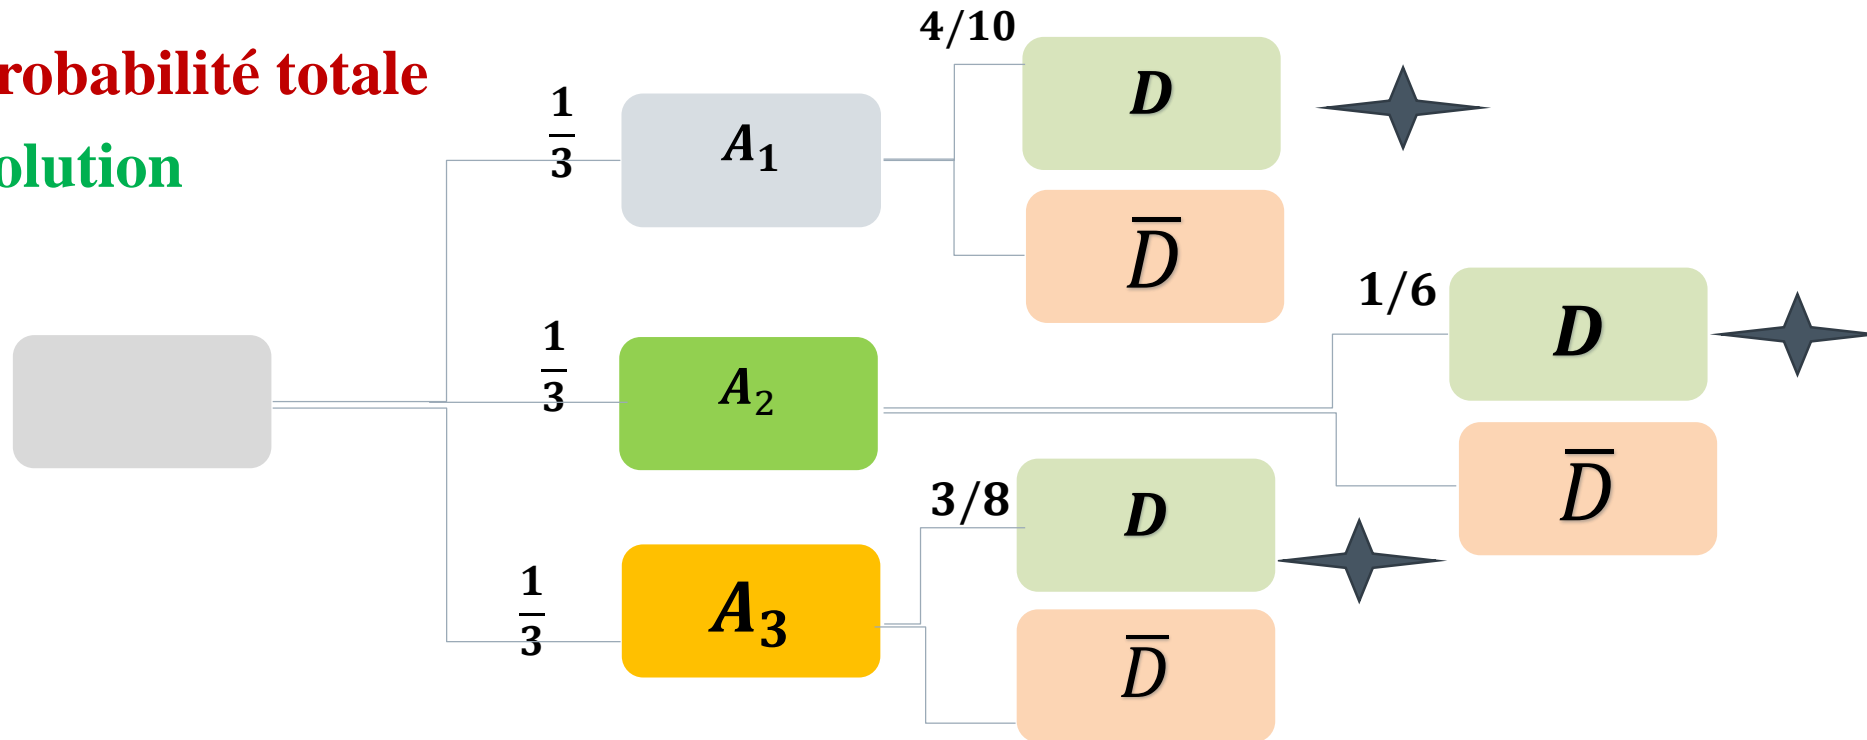 robabilité totale
olution
4/10
1/3
A₁
D
D̅
1/3
A₂
1/6
D
D̅
1/3
A₃
3/8
D
D̅